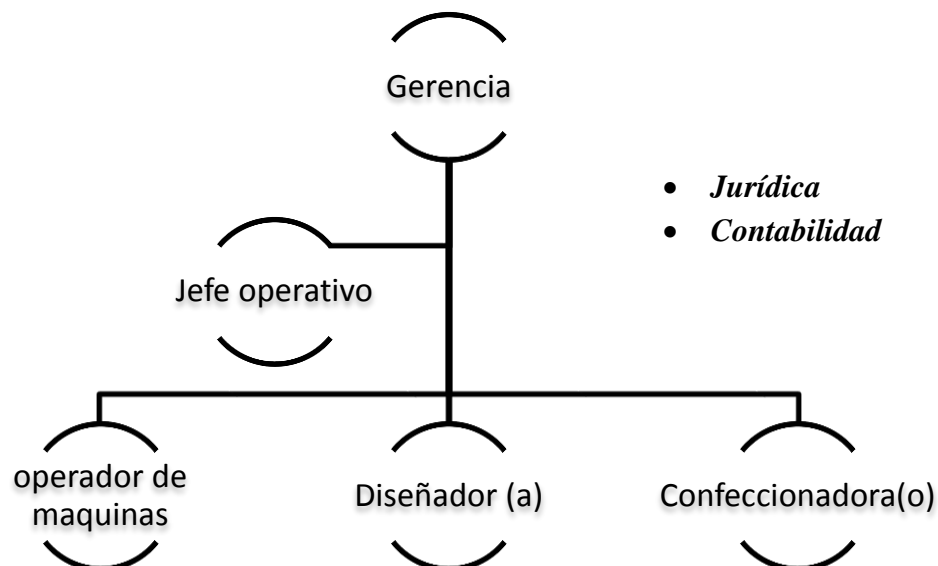 Gerencia
• Jurídica
• Contabilidad
Jefe operativo
operador de
maquinas
Diseñador (a)
Confeccionadora(o)